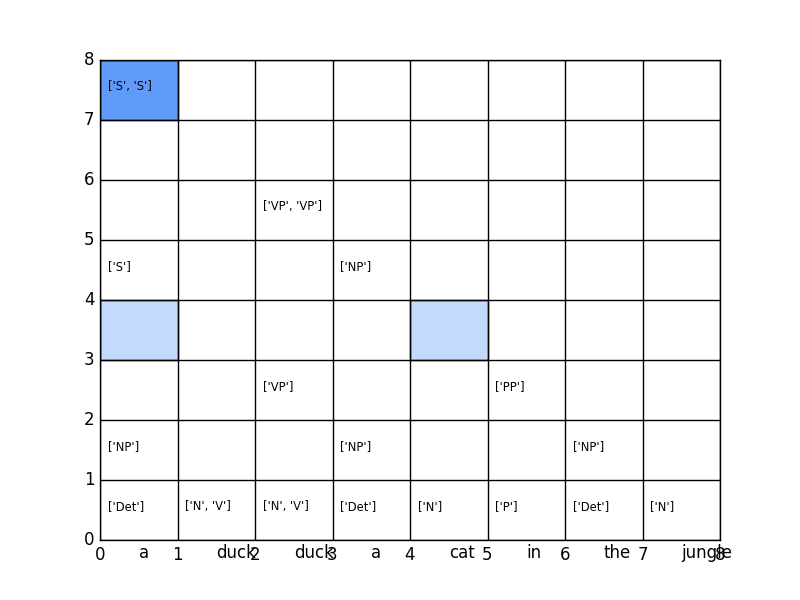 8
['S', 'S']
7
6
['VP', 'VP']
5
['S'] ['NP']
4
3
['VP'] ['PP']
2
['NP'] ['NP'] ['NP']
1
['Det'] ['N', 'V'] ['N', 'V'] ['Det'] ['N'] ['P'] ['Det'] ['N']
0
0 a 1 duck 2 duck 3 a 4 cat 5 in 6 the 7 jungle 8